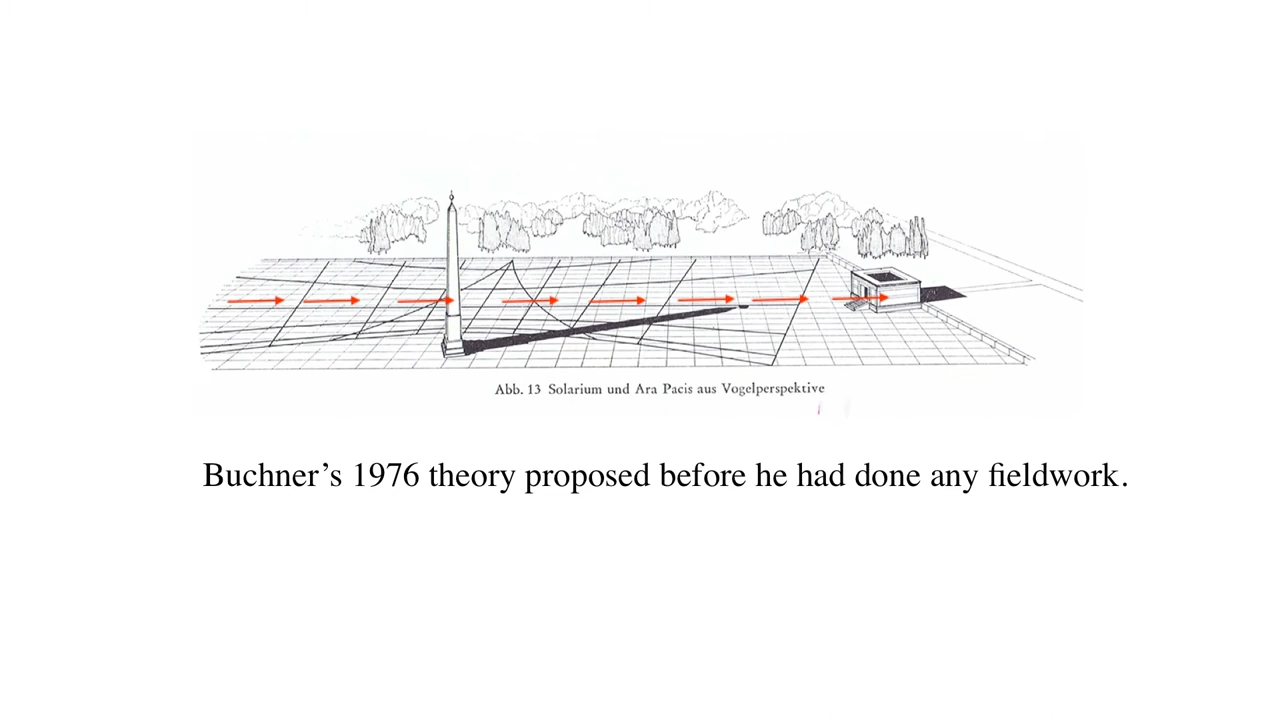 Abb. 13 Solarium und Ara Pacis aus Vogelperspektive
Buchner’s 1976 theory proposed before he had done any fieldwork.